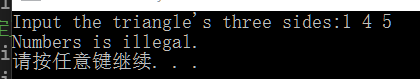 Input the triangle's three sides:1 4 5
Numbers is illegal.
请按任意键继续. . .